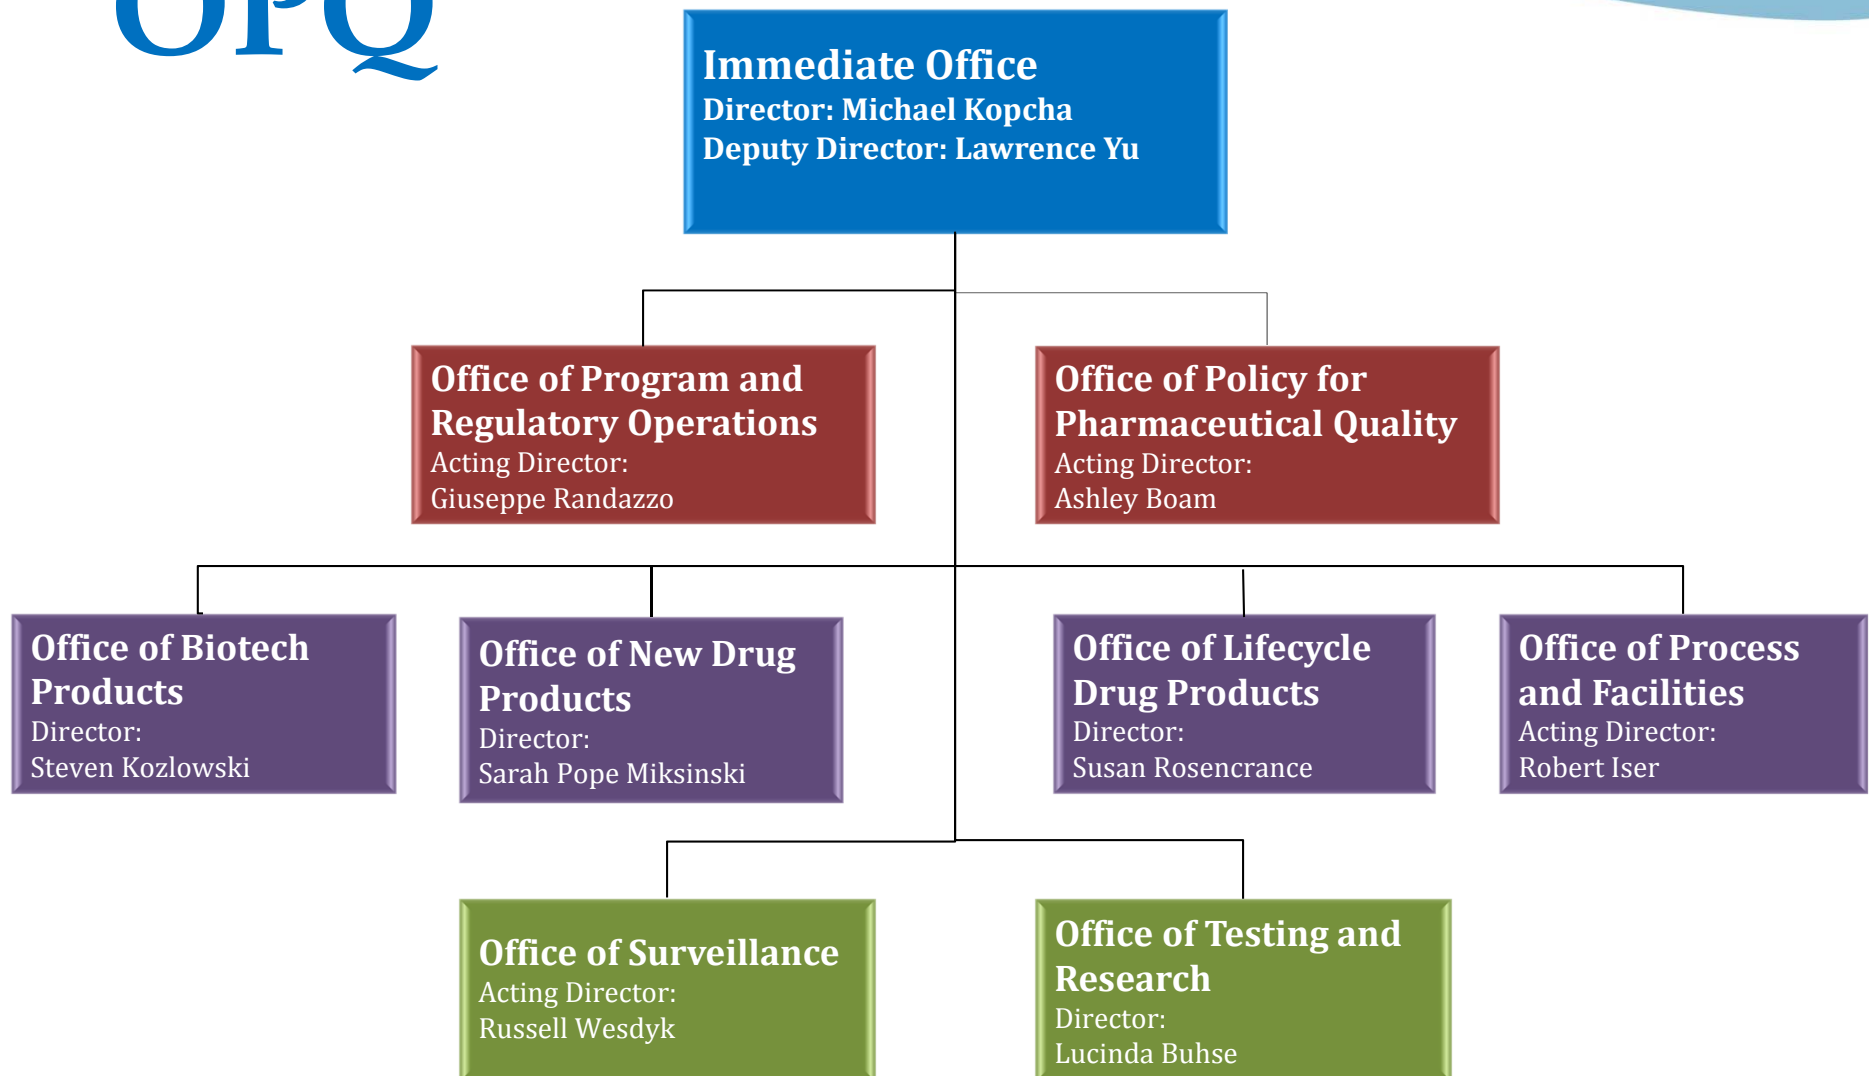 OPQ
Immediate Office
Director: Michael Kopcha
Deputy Director: Lawrence Yu
Office of Program and
Regulatory Operations
Acting Director:
Giuseppe Randazzo
Office of Policy for
Pharmaceutical Quality
Acting Director:
Ashley Boam
Office of Biotech
Products
Director:
Steven Kozlowski
Office of New Drug
Products
Director:
Sarah Pope Miksinski
Office of Lifecycle
Drug Products
Director:
Susan Rosencrance
Office of Process
and Facilities
Acting Director:
Robert Iser
Office of Surveillance
Acting Director:
Russell Wesdyk
Office of Testing and
Research
Director:
Lucinda Buhse